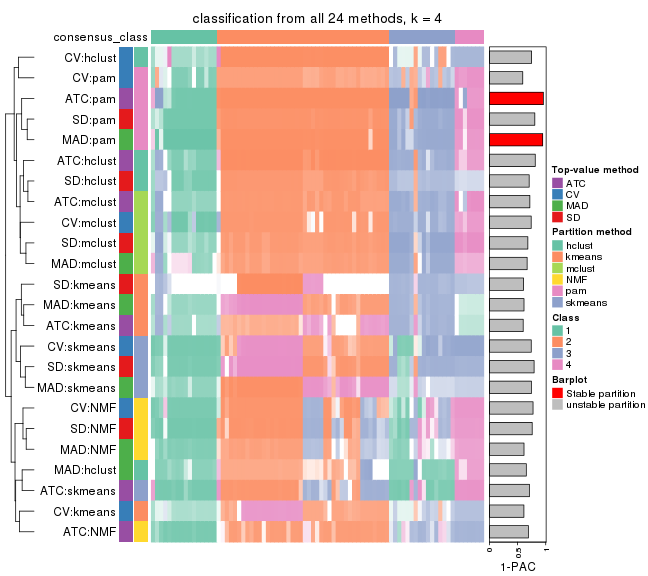 classification from all 24 methods, k = 4
consensus_class
CV:hclust
CV:pam
ATC:pam
SD:pam
MAD:pam
ATC:hclust
SD:hclust
ATC:mclust
CV:mclust
SD:mclust
MAD:mclust
SD:kmeans
MAD:kmeans
ATC:kmeans
CV:skmeans
SD:skmeans
MAD:skmeans
CV:NMF
SD:NMF
MAD:NMF
MAD:hclust
ATC:skmeans
CV:kmeans
ATC:NMF
0
0.5
1
1-PAC
Top-value method
ATC
CV
MAD
SD
Partition method
hclust
kmeans
mclust
NMF
pam
skmeans
Class
1
2
3
4
Barplot
Stable partition
unstable partition